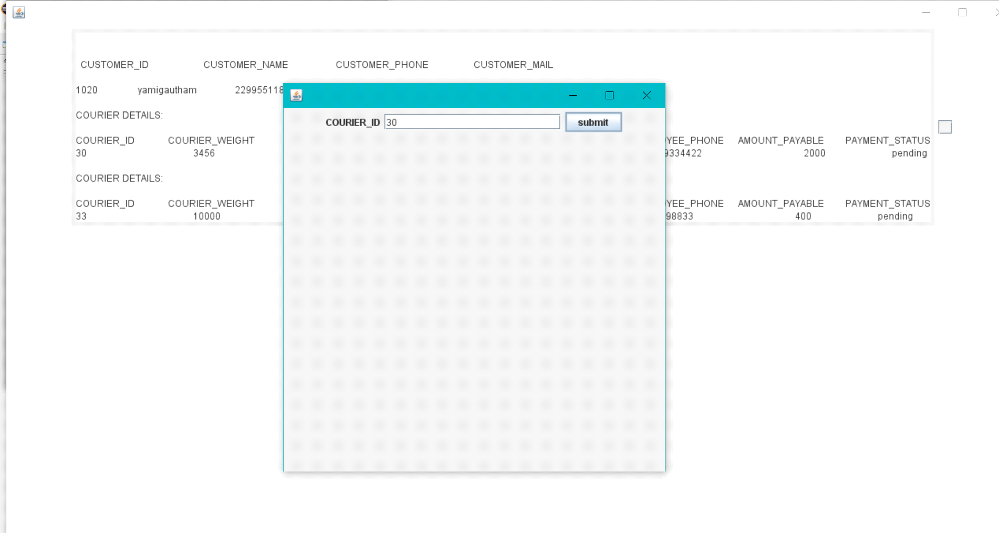 CUSTOMER_ID CUSTOMER_NAME CUSTOMER_PHONE CUSTOMER_MAIL
1020 yamigautham 229955118
COURIER DETAILS:
COURIER_ID COURIER_WEIGHT YEE_PHONE AMOUNT_PAYABLE PAYMENT_STATUS
30 3456 9334422 2000 pending
COURIER DETAILS:
COURIER_ID COURIER_WEIGHT YEE_PHONE AMOUNT_PAYABLE PAYMENT_STATUS
33 10000 98833 400 pending
COURIER_ID 30 submit